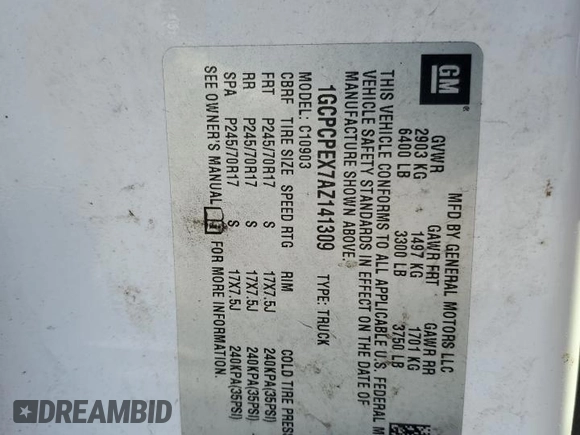 GM®
MFD BY GENERAL MOTORS LLC
GVWR GAWR FRT GAWR RR
2903 KG 1497 KG 1701 KG
6400 LB 3300 LB 3750 LB
THIS VEHICLE CONFORMS TO ALL APPLICABLE U.S. FEDERAL M
VEHICLE SAFETY STANDARDS IN EFFECT ON THE DATE OF
MANUFACTURE SHOWN ABOVE.
1GCPCPEX7AZ141309 TYPE: TRUCK
MODEL: C10903
CBRF TIRE SIZE SPEED RTG RIM COLD TIRE PRES
FRT P245/70R17 S 17X7.5J 240KPA(35PSI)
RR P245/70R17 S 17X7.5J 240KPA(35PSI)
SPA P245/70R17 S 17X7.5J 240KPA(35PSI)
SEE OWNER'S MANUAL FOR MORE INFORMATION.
DREAMBID